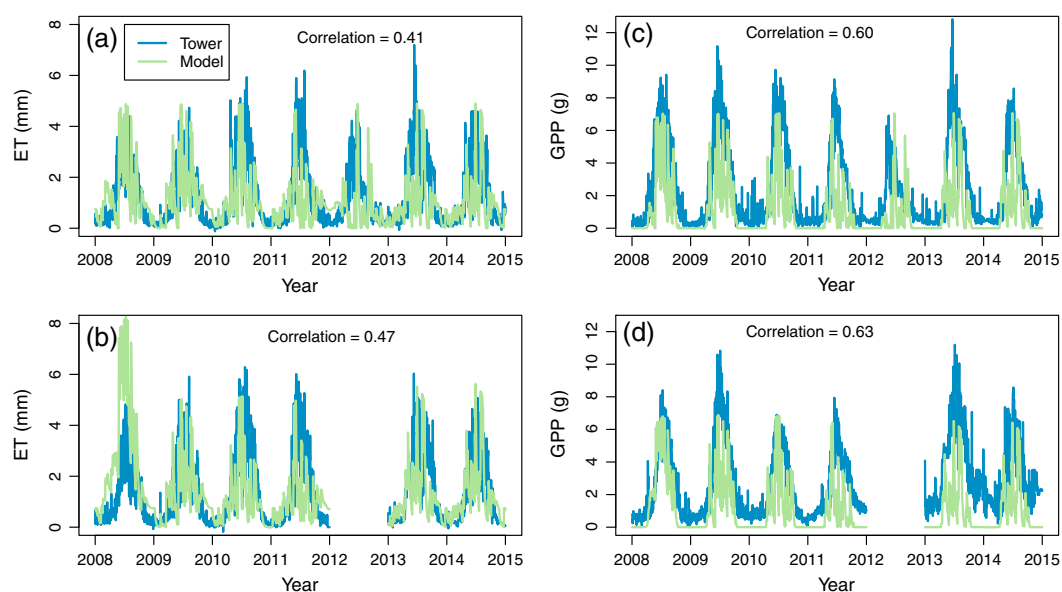 (a)
Tower
Model
Correlation = 0.41
ET (mm)
0
2
4
6
8
2008 2009 2010 2011 2012 2013 2014 2015
Year
(c)
Correlation = 0.60
GPP (g)
0
2
4
6
8
10
12
2008 2009 2010 2011 2012 2013 2014 2015
Year
(b)
Correlation = 0.47
ET (mm)
0
2
4
6
8
2008 2009 2010 2011 2012 2013 2014 2015
Year
(d)
Correlation = 0.63
GPP (g)
0
2
4
6
8
10
12
2008 2009 2010 2011 2012 2013 2014 2015
Year